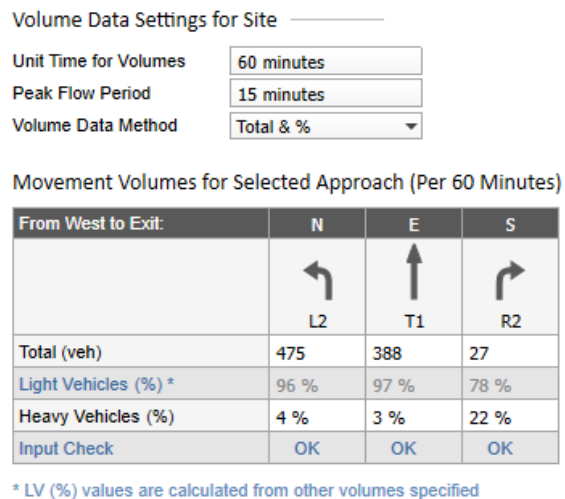 Volume Data Settings for Site
Unit Time for Volumes 60 minutes
Peak Flow Period 15 minutes
Volume Data Method Total & %
Movement Volumes for Selected Approach (Per 60 Minutes)
From West to Exit: N E S
L2 T1 R2
Total (veh) 475 388 27
Light Vehicles (%) * 96 % 97 % 78 %
Heavy Vehicles (%) 4 % 3 % 22 %
Input Check OK OK OK
* LV (%) values are calculated from other volumes specified